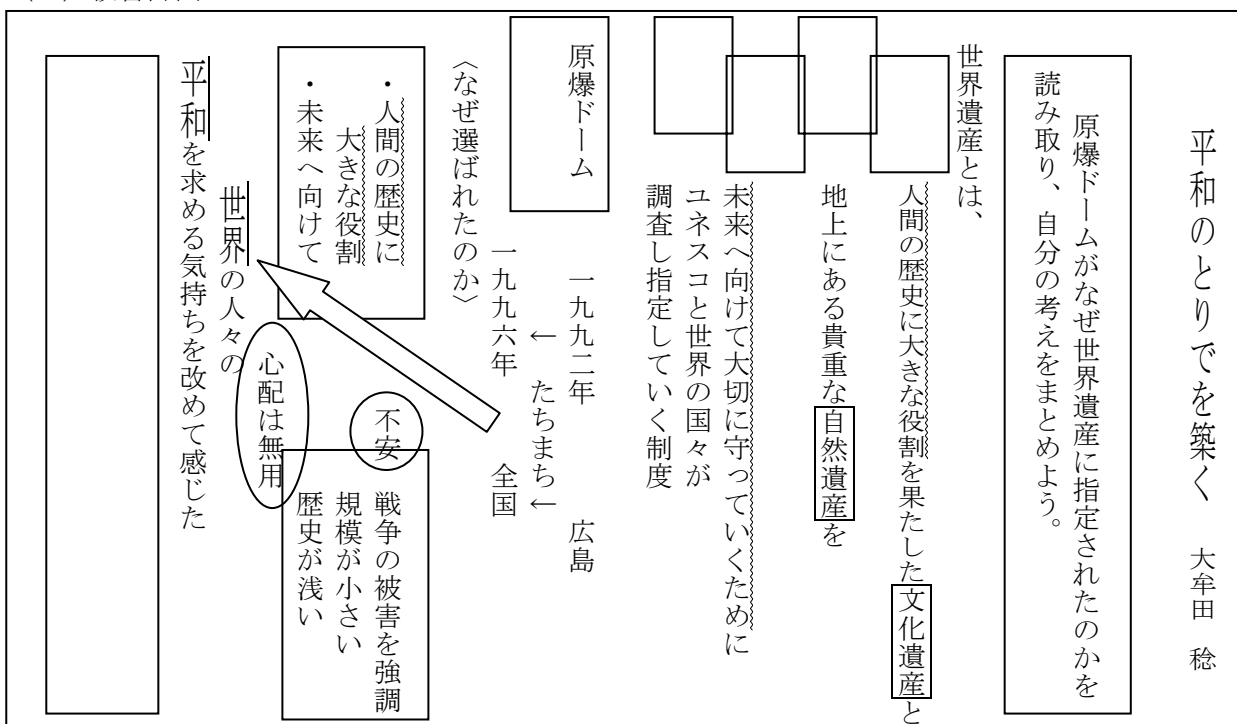 平和のとりでを築く　大牟田　稔
原爆ドームがなぜ世界遺産に指定されたのかを
読み取り、自分の考えをまとめよう。
世界遺産とは、
人間の歴史に大きな役割を果たした文化遺産と
地上にある貴重な自然遺産を
未来へ向けて大切に守っていくために
ユネスコと世界の国々が
調査し指定していく制度
原爆ドーム
一九九二年　広島
←　たちまち←
一九九六年　全国
〈なぜ選ばれたのか〉
・人間の歴史に
大きな役割
・未来へ向けて
不安
戦争の被害を強調
規模が小さい
歴史が浅い
心配は無用
世界の人々の
平和を求める気持ちを改めて感じた